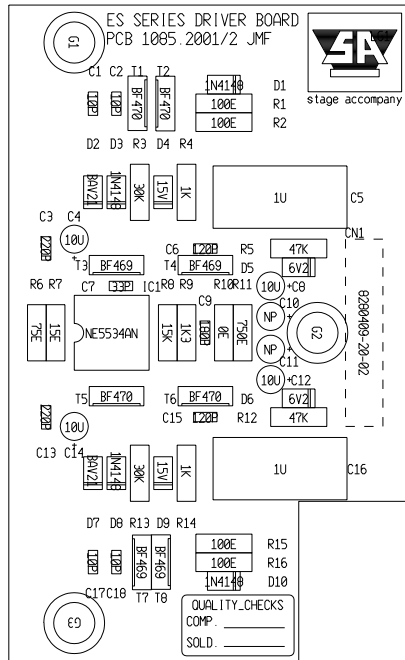 ES SERIES DRIVER BOARD
PCB 1085.2001/2 JMF
G1
SA
stage accompany
C1 C2 T1 T2
10P 10P BF470 BF470
1N4148 D1
100E R1
100E R2
D2 D3 R3 D4 R4
BAV21 1N4148 30K 15V 1K
1U C5
C3 C4
220P 10U
CN1
C6 120P R5 47K
T3 BF469 T4 BF469 D5 6V2
R6 R7 C7 33PJ IC1 R8 R9 R10 R11 10U C8
C9 C10
75E 15E NE5534AN 15K 1K3 180P 0E 750E NP
G2
8280409-20-02
NP
C11
10U C12
T5 BF470 T6 BF470 D6 6V2
C15 120P R12 47K
220P 10U
C13 C14
BAV21 1N4148 30K 15V 1K
1U C16
D7 D8 R13 D9 R14
10P 10P BF469 BF469
100E R15
100E R16
1N4148 D10
C17 C18 T7 T8
G3
QUALITY_CHECKS
COMP.
SOLD.